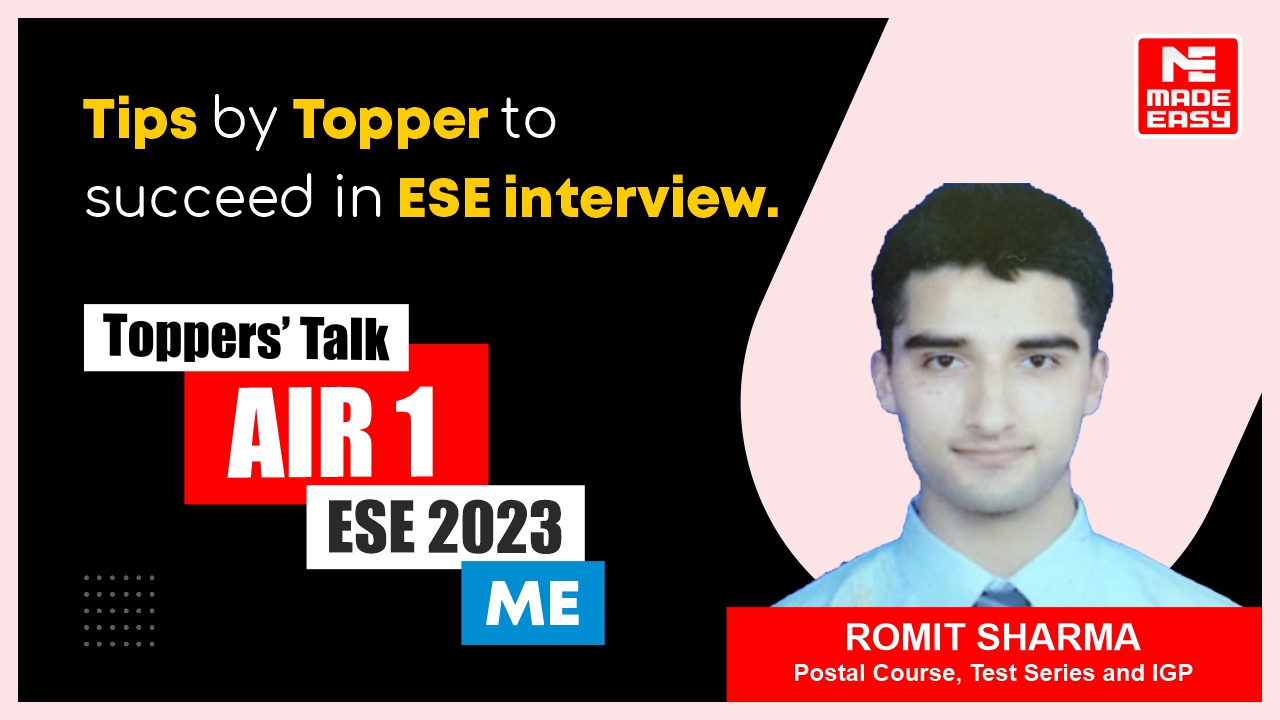 Tips by Topper to
succeed in ESE interview.
ME
MADE
EASY
Toppers’ Talk
AIR 1
ESE 2023
ME
ROMIT SHARMA
Postal Course, Test Series and IGP